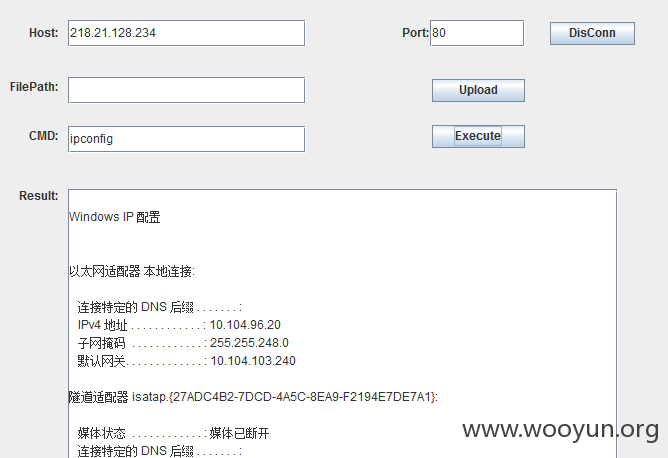 Host: 218.21.128.234 Port: 80 DisConn
FilePath: Upload
CMD: ipconfig Execute
Result:
Windows IP 配置
以太网适配器 本地连接:
连接特定的 DNS 后缀 . . . . . . . :
IPv4 地址 . . . . . . . . . . . . : 10.104.96.20
子网掩码 . . . . . . . . . . . . : 255.255.248.0
默认网关. . . . . . . . . . . . . : 10.104.103.240
隧道适配器 isatap.{27ADC4B2-7DCD-4A5C-8EA9-F2194E7DE7A1}:
媒体状态 . . . . . . . . . . . . : 媒体已断开
连接特定的 DNS 后缀 . . . . . . . :
www.wooyun.org